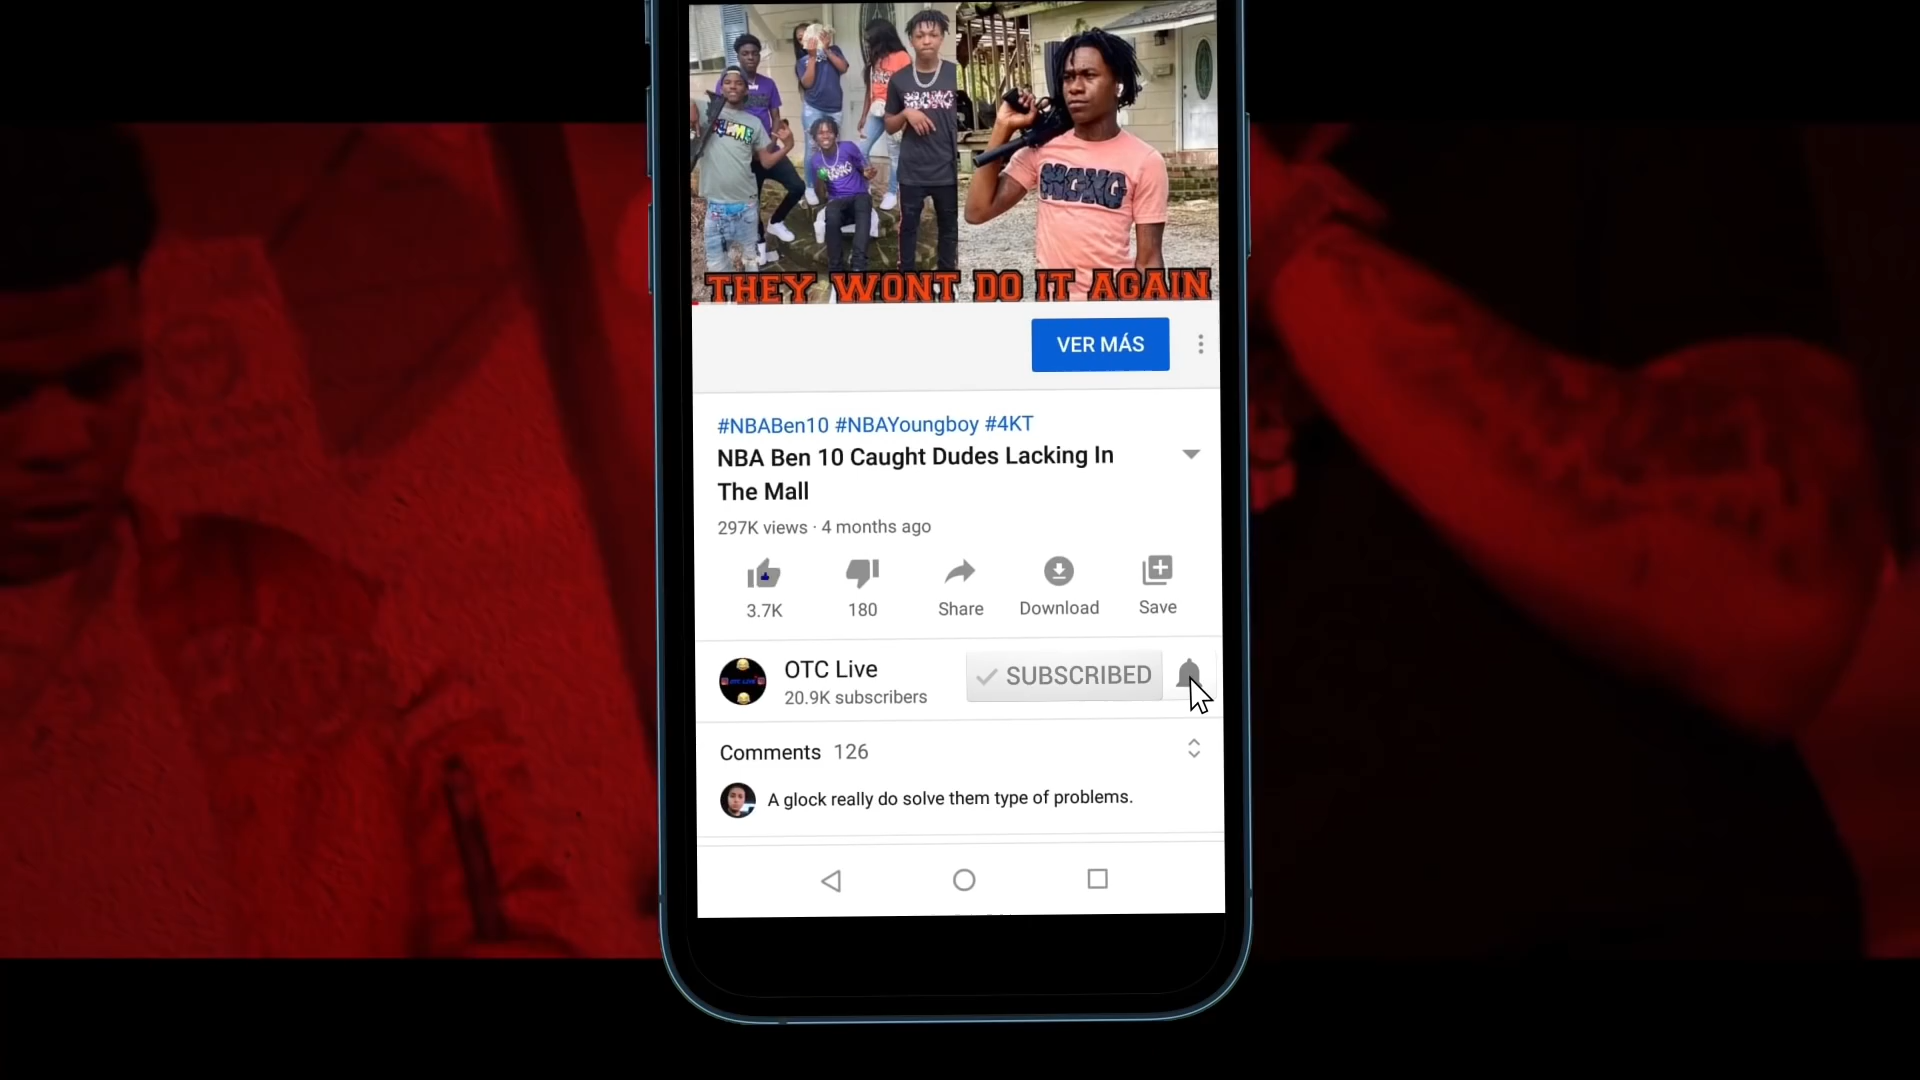 THEY WONT DO IT AGAIN
VER MÁS
#NBABen10 #NBAYoungboy #4KT
NBA Ben 10 Caught Dudes Lacking In
The Mall
297K views · 4 months ago
3.7K
180
Share
Download
Save
OTC Live
20.9K subscribers
SUBSCRIBED
Comments 126
A glock really do solve them type of problems.